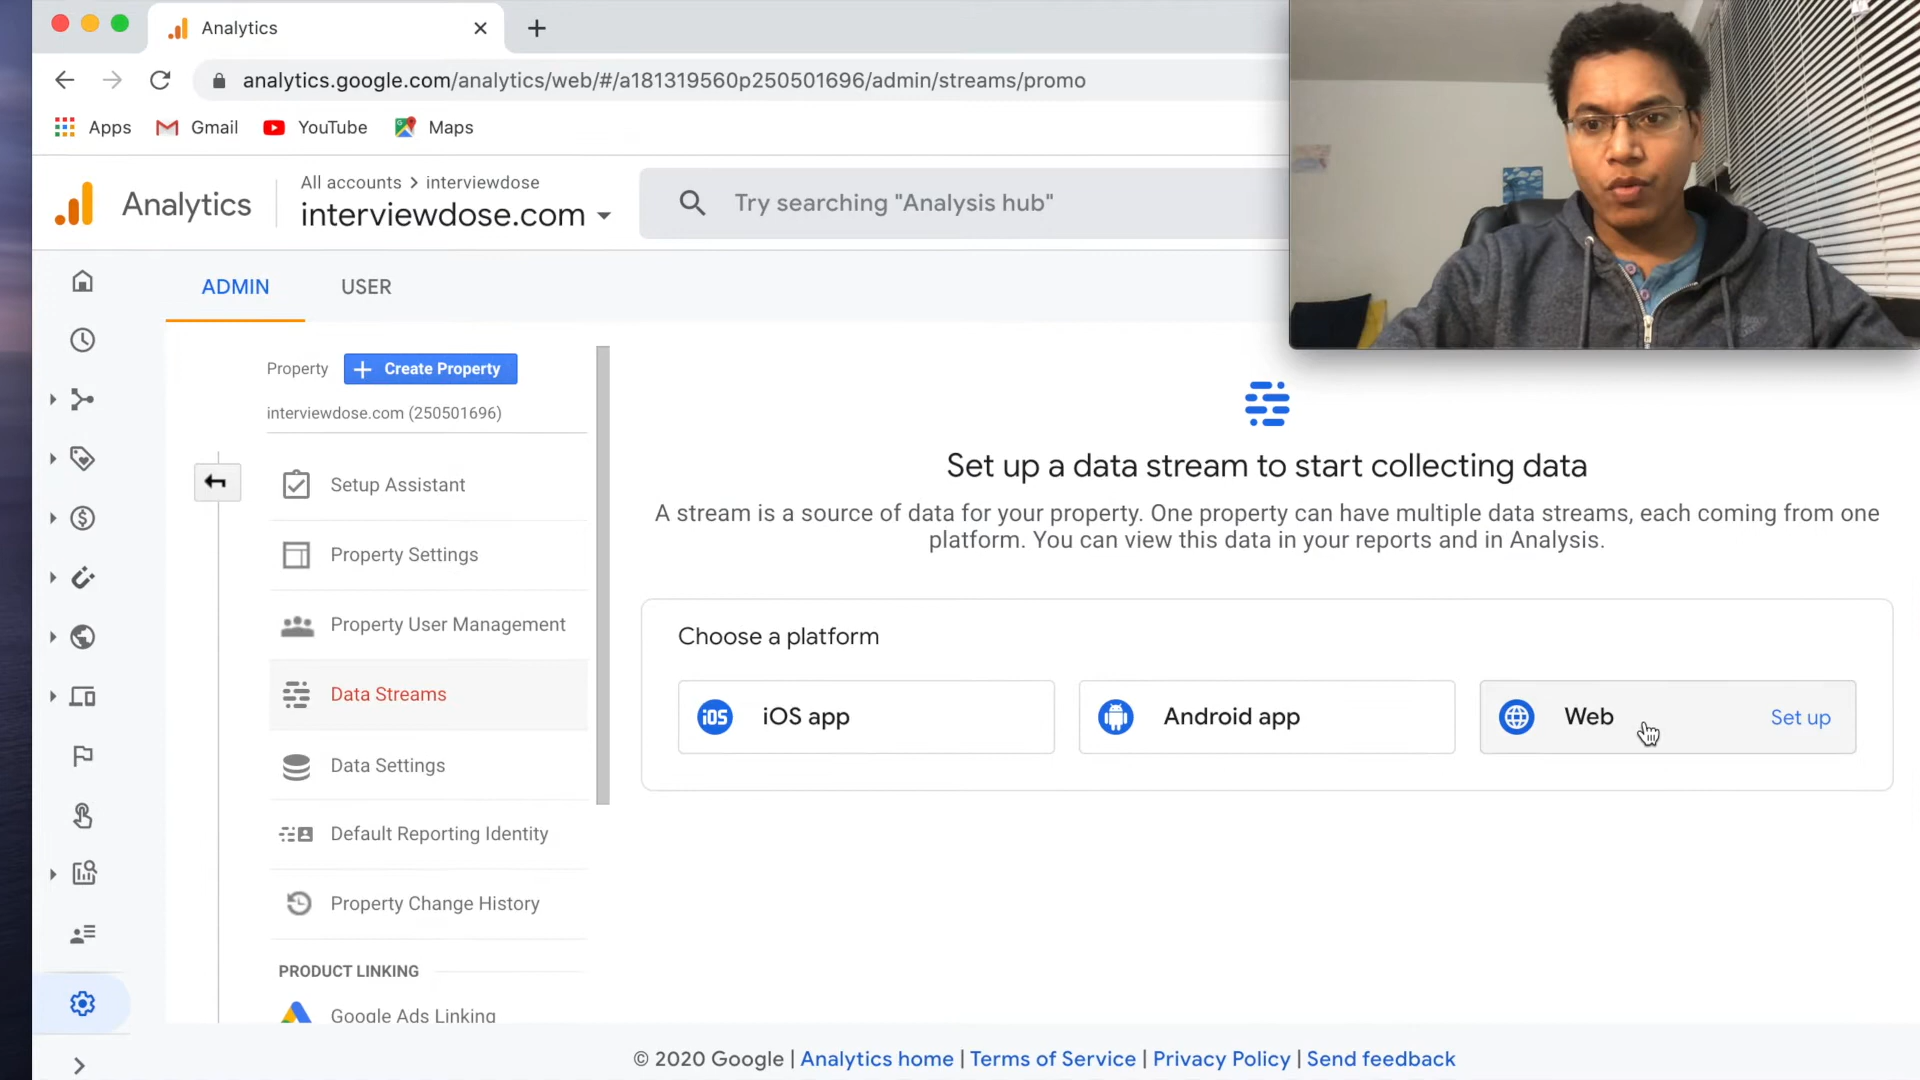 Analytics
analytics.google.com/analytics/web/#/a181319560p250501696/admin/streams/promo
Apps
Gmail
YouTube
Maps
Analytics
All accounts > interviewdose
interviewdose.com
Try searching "Analysis hub"
ADMIN
USER
Property
+ Create Property
interviewdose.com (250501696)
Setup Assistant
Property Settings
Property User Management
Data Streams
Data Settings
Default Reporting Identity
Property Change History
PRODUCT LINKING
Google Ads Linking
Set up a data stream to start collecting data
A stream is a source of data for your property. One property can have multiple data streams, each coming from one
platform. You can view this data in your reports and in Analysis.
Choose a platform
iOS
iOS app
Android app
Web
Set up
© 2020 Google | Analytics home | Terms of Service | Privacy Policy | Send feedback